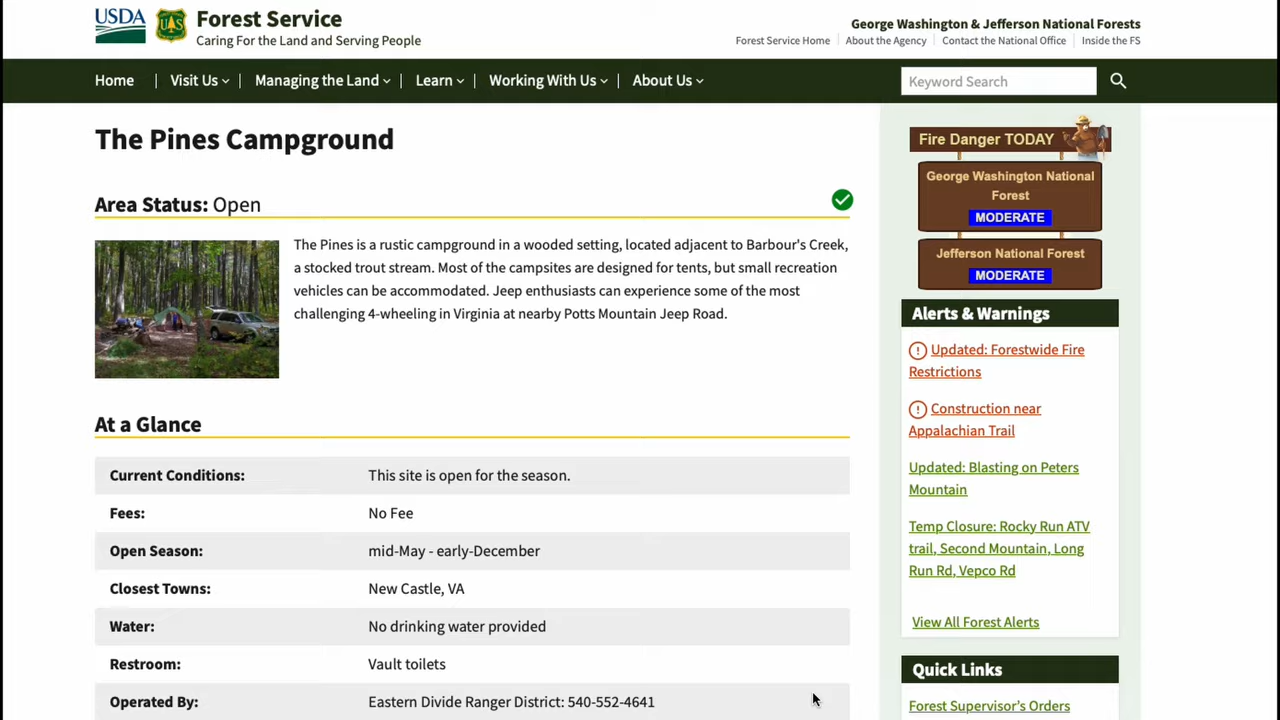 USDA
Forest Service
Caring For the Land and Serving People
George Washington & Jefferson National Forests
Forest Service Home | About the Agency | Contact the National Office | Inside the FS
Home | Visit Us | Managing the Land | Learn | Working With Us | About Us
Keyword Search
The Pines Campground
Area Status: Open
The Pines is a rustic campground in a wooded setting, located adjacent to Barbour's Creek,
a stocked trout stream. Most of the campsites are designed for tents, but small recreation
vehicles can be accommodated. Jeep enthusiasts can experience some of the most
challenging 4-wheeling in Virginia at nearby Potts Mountain Jeep Road.
At a Glance
Current Conditions: This site is open for the season.
Fees: No Fee
Open Season: mid-May - early-December
Closest Towns: New Castle, VA
Water: No drinking water provided
Restroom: Vault toilets
Operated By: Eastern Divide Ranger District: 540-552-4641
Fire Danger TODAY
George Washington National
Forest
MODERATE
Jefferson National Forest
MODERATE
Alerts & Warnings
Updated: Forestwide Fire
Restrictions
Construction near
Appalachian Trail
Updated: Blasting on Peters
Mountain
Temp Closure: Rocky Run ATV
trail, Second Mountain, Long
Run Rd, Vepco Rd
View All Forest Alerts
Quick Links
Forest Supervisor's Orders